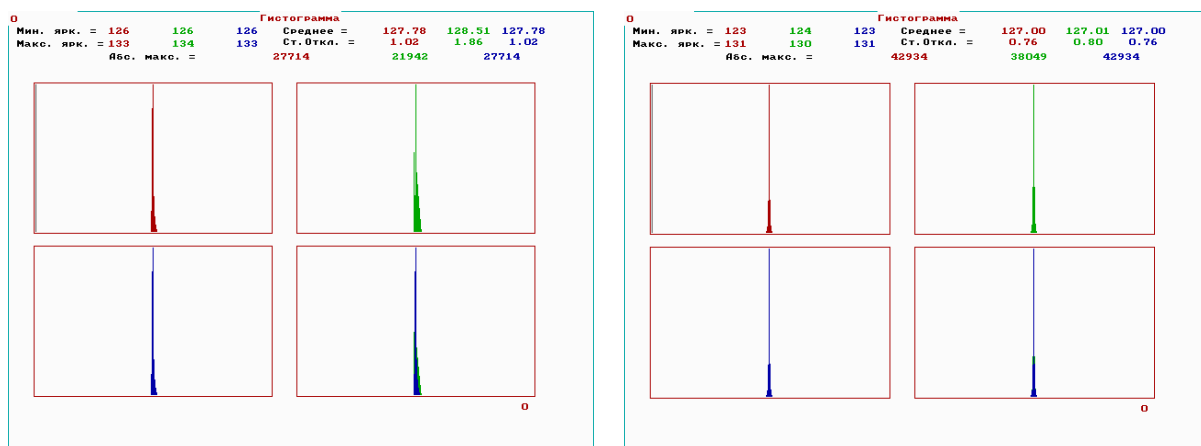 0
Гистограмма
Мин. ярк. = 126 126 126 Среднее = 127.78 128.51 127.78
Макс. ярк. = 133 134 133 Ст.Откл. = 1.02 1.86 1.02
Абс. макс. = 27714 21942 27714
0
0
Гистограмма
Мин. ярк. = 123 124 123 Среднее = 127.00 127.01 127.00
Макс. ярк. = 131 130 131 Ст.Откл. = 0.76 0.80 0.76
Абс. макс. = 42934 38049 42934
0